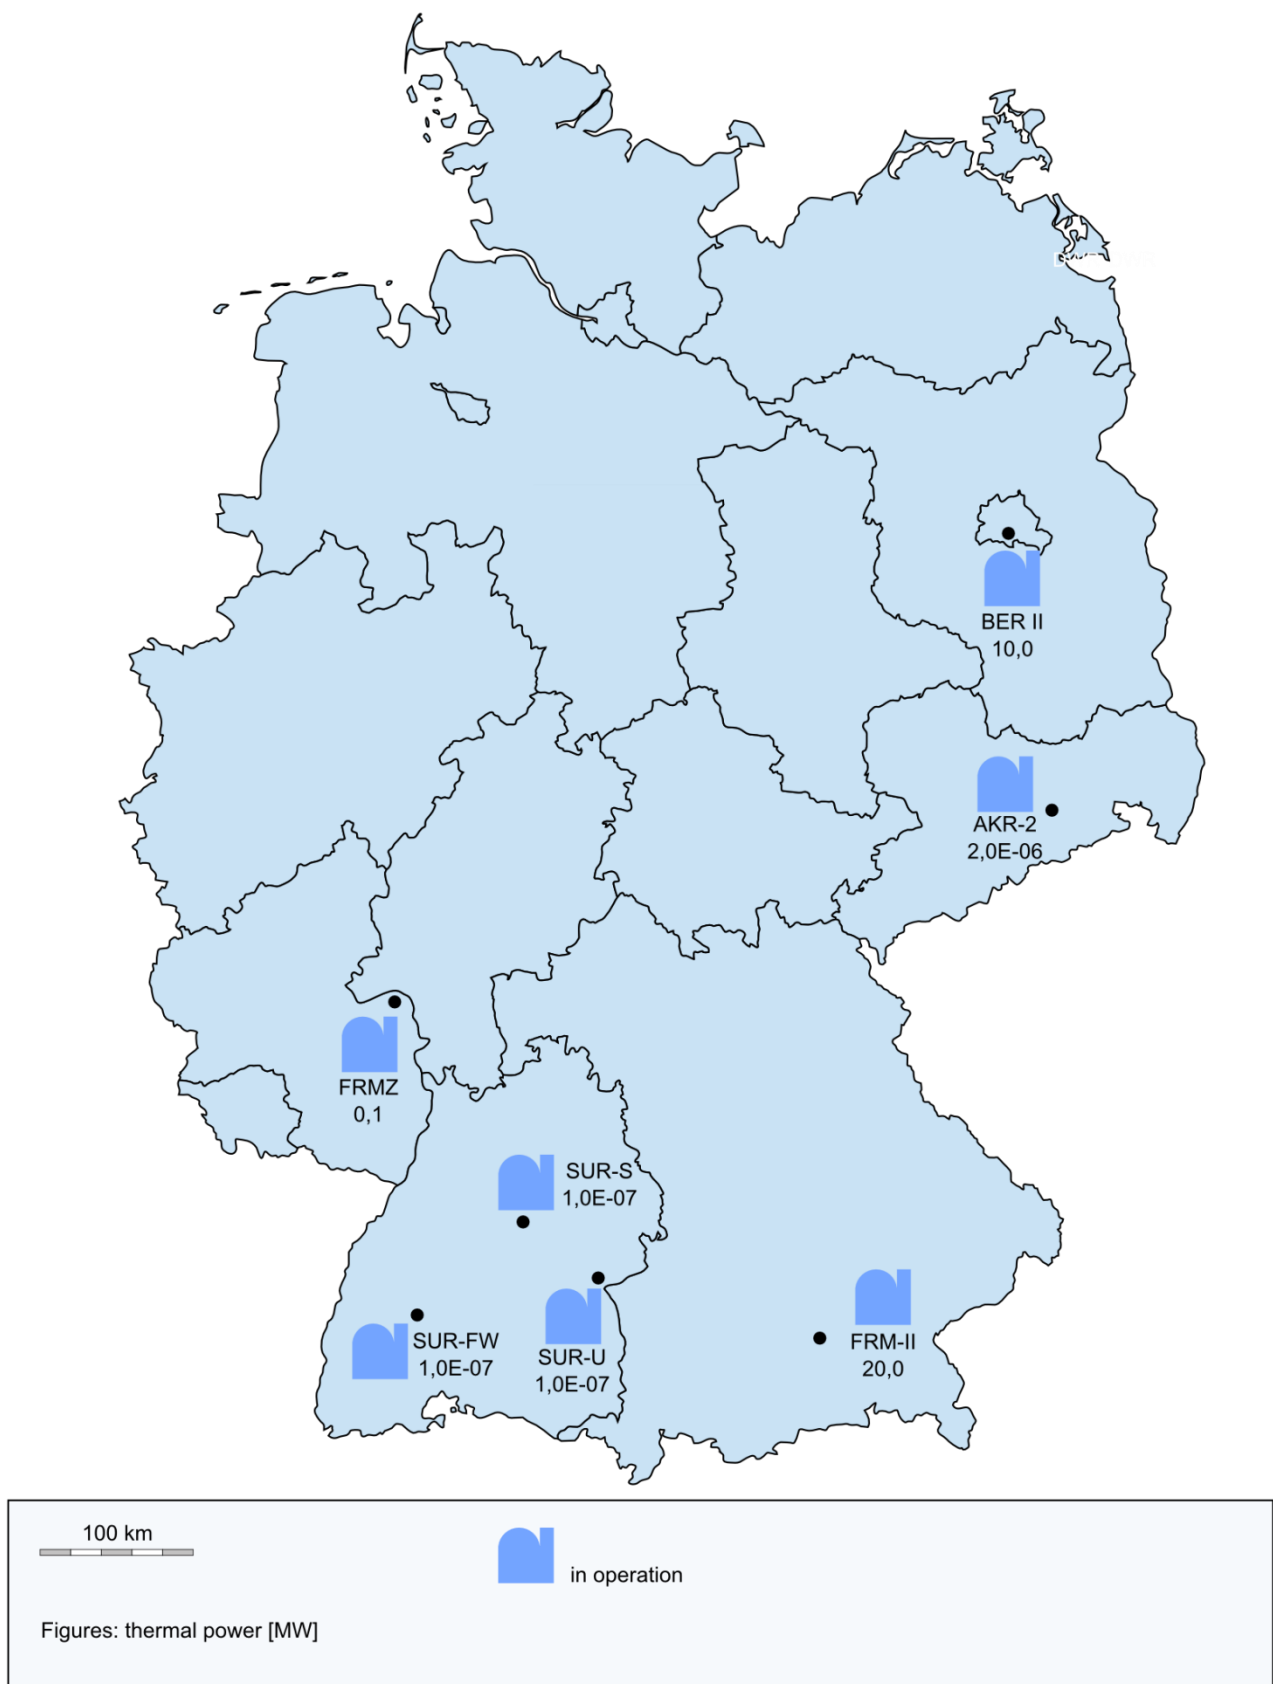 BER II
10,0
AKR-2
2,0E-06
FRMZ
0,1
SUR-S
1,0E-07
SUR-FW
1,0E-07
SUR-U
1,0E-07
FRM-II
20,0
100 km
in operation
Figures: thermal power [MW]